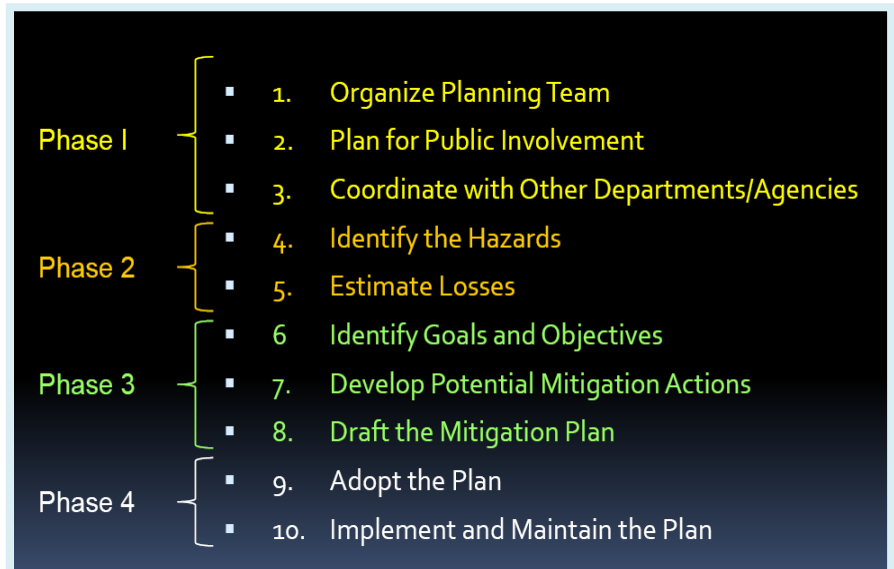 Phase I
▪ 1. Organize Planning Team
▪ 2. Plan for Public Involvement
▪ 3. Coordinate with Other Departments/Agencies
Phase 2
▪ 4. Identify the Hazards
▪ 5. Estimate Losses
Phase 3
▪ 6 Identify Goals and Objectives
▪ 7. Develop Potential Mitigation Actions
▪ 8. Draft the Mitigation Plan
Phase 4
▪ 9. Adopt the Plan
▪ 10. Implement and Maintain the Plan